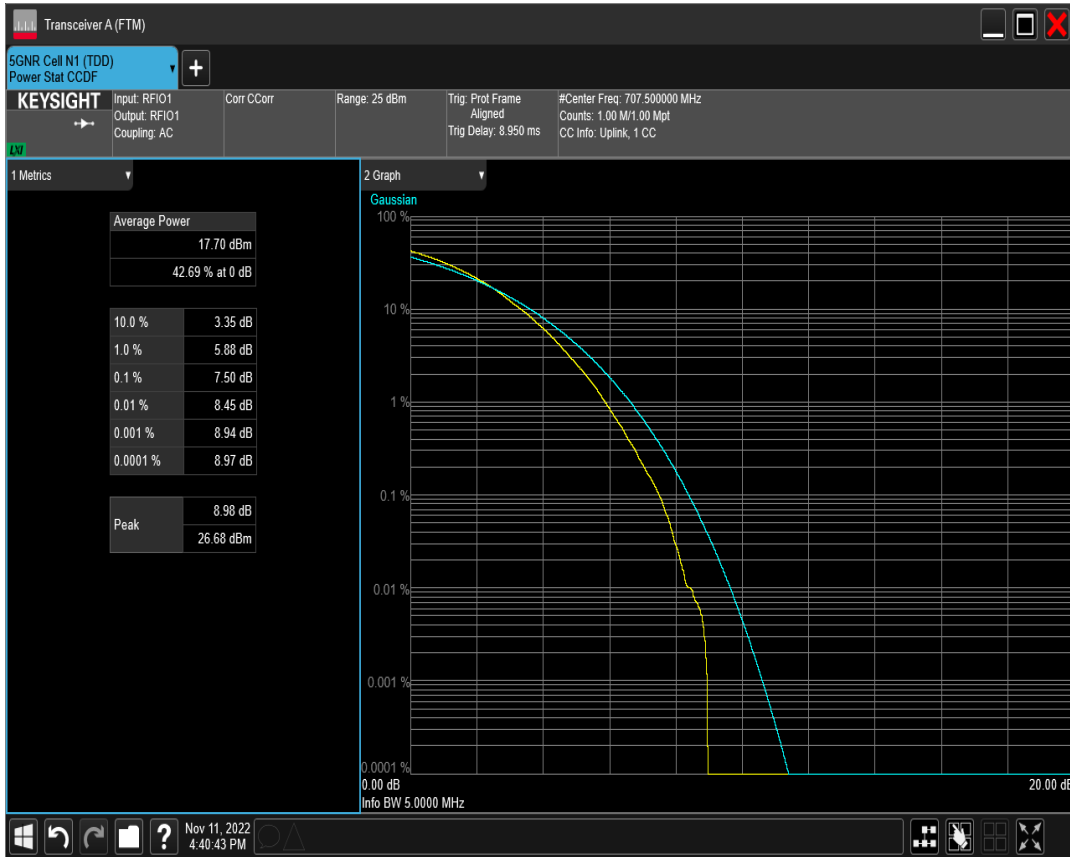 Transceiver A (FTM)
5GNR Cell N1 (TDD)
Power Stat CCDF
KEYSIGHT
LXI
Input: RFIO1
Output: RFIO1
Coupling: AC
Corr CCorr
Range: 25 dBm
Trig: Prot Frame
Aligned
Trig Delay: 8.950 ms
#Center Freq: 707.500000 MHz
Counts: 1.00 M/1.00 Mpt
CC Info: Uplink, 1 CC
1 Metrics
Average Power
17.70 dBm
42.69 % at 0 dB
10.0 % 3.35 dB
1.0 % 5.88 dB
0.1 % 7.50 dB
0.01 % 8.45 dB
0.001 % 8.94 dB
0.0001 % 8.97 dB
Peak
8.98 dB
26.68 dBm
2 Graph
Gaussian
100 %
10 %
1 %
0.1 %
0.01 %
0.001 %
0.0001 %
0.00 dB
20.00 dB
Info BW 5.0000 MHz
?
Nov 11, 2022
4:40:43 PM